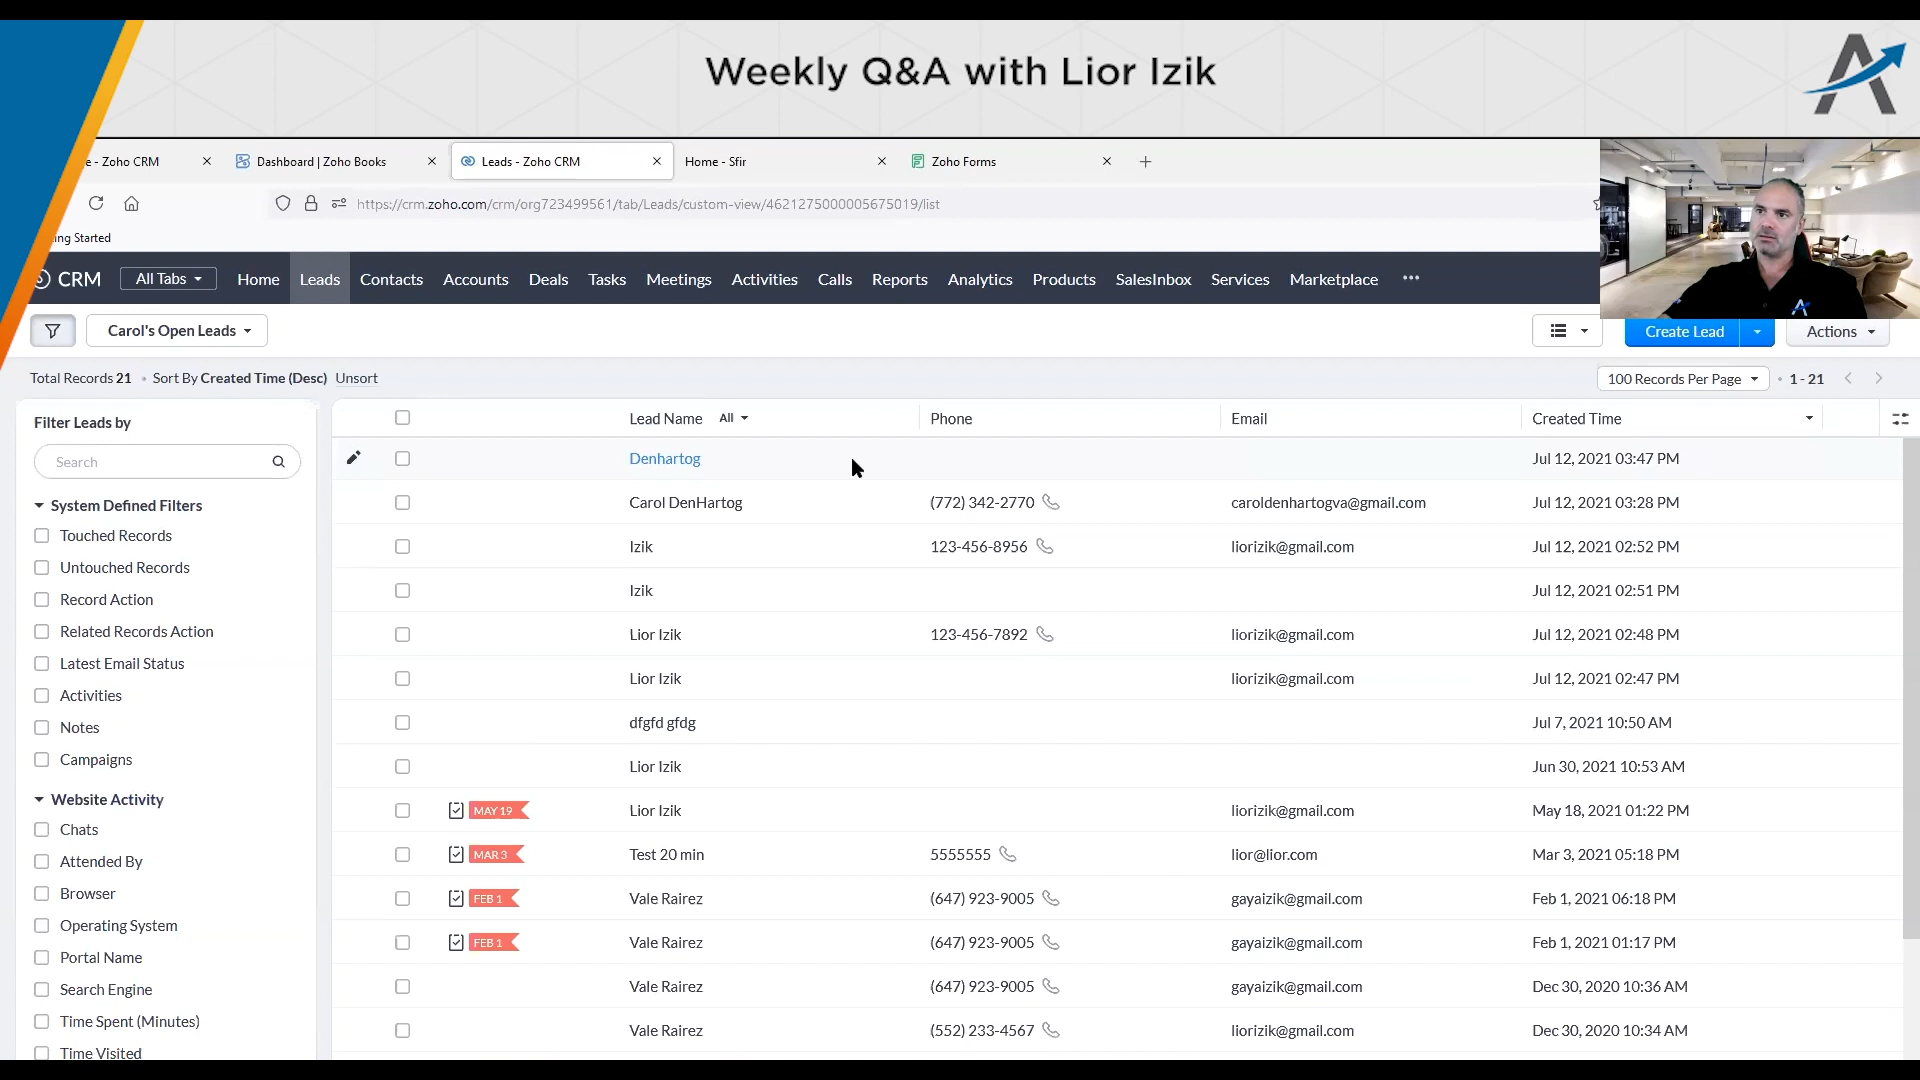 Weekly Q&A with Lior Izik
e - Zoho CRM
Dashboard | Zoho Books
Leads - Zoho CRM
Home - Sfir
Zoho Forms
https://crm.zoho.com/crm/org723499561/tab/Leads/custom-view/4621275000005675019/list
ing Started
CRM All Tabs Home Leads Contacts Accounts Deals Tasks Meetings Activities Calls Reports Analytics Products SalesInbox Services Marketplace •••
Carol's Open Leads Create Lead Actions
Total Records 21 • Sort By Created Time (Desc) Unsort 100 Records Per Page • 1 - 21
Filter Leads by
Search
System Defined Filters
Touched Records
Untouched Records
Record Action
Related Records Action
Latest Email Status
Activities
Notes
Campaigns
Website Activity
Chats
Attended By
Browser
Operating System
Portal Name
Search Engine
Time Spent (Minutes)
Time Visited
Lead Name All Phone Email Created Time
Denhartog Jul 12, 2021 03:47 PM
Carol DenHartog (772) 342-2770 caroldenhartogva@gmail.com Jul 12, 2021 03:28 PM
Izik 123-456-8956 liorizik@gmail.com Jul 12, 2021 02:52 PM
Izik Jul 12, 2021 02:51 PM
Lior Izik 123-456-7892 liorizik@gmail.com Jul 12, 2021 02:48 PM
Lior Izik liorizik@gmail.com Jul 12, 2021 02:47 PM
dfgfd gfdg Jul 7, 2021 10:50 AM
Lior Izik Jun 30, 2021 10:53 AM
MAY 19 Lior Izik liorizik@gmail.com May 18, 2021 01:22 PM
MAR 3 Test 20 min 5555555 lior@lior.com Mar 3, 2021 05:18 PM
FEB 1 Vale Rairez (647) 923-9005 gayaizik@gmail.com Feb 1, 2021 06:18 PM
FEB 1 Vale Rairez (647) 923-9005 gayaizik@gmail.com Feb 1, 2021 01:17 PM
Vale Rairez (647) 923-9005 gayaizik@gmail.com Dec 30, 2020 10:36 AM
Vale Rairez (552) 233-4567 liorizik@gmail.com Dec 30, 2020 10:34 AM